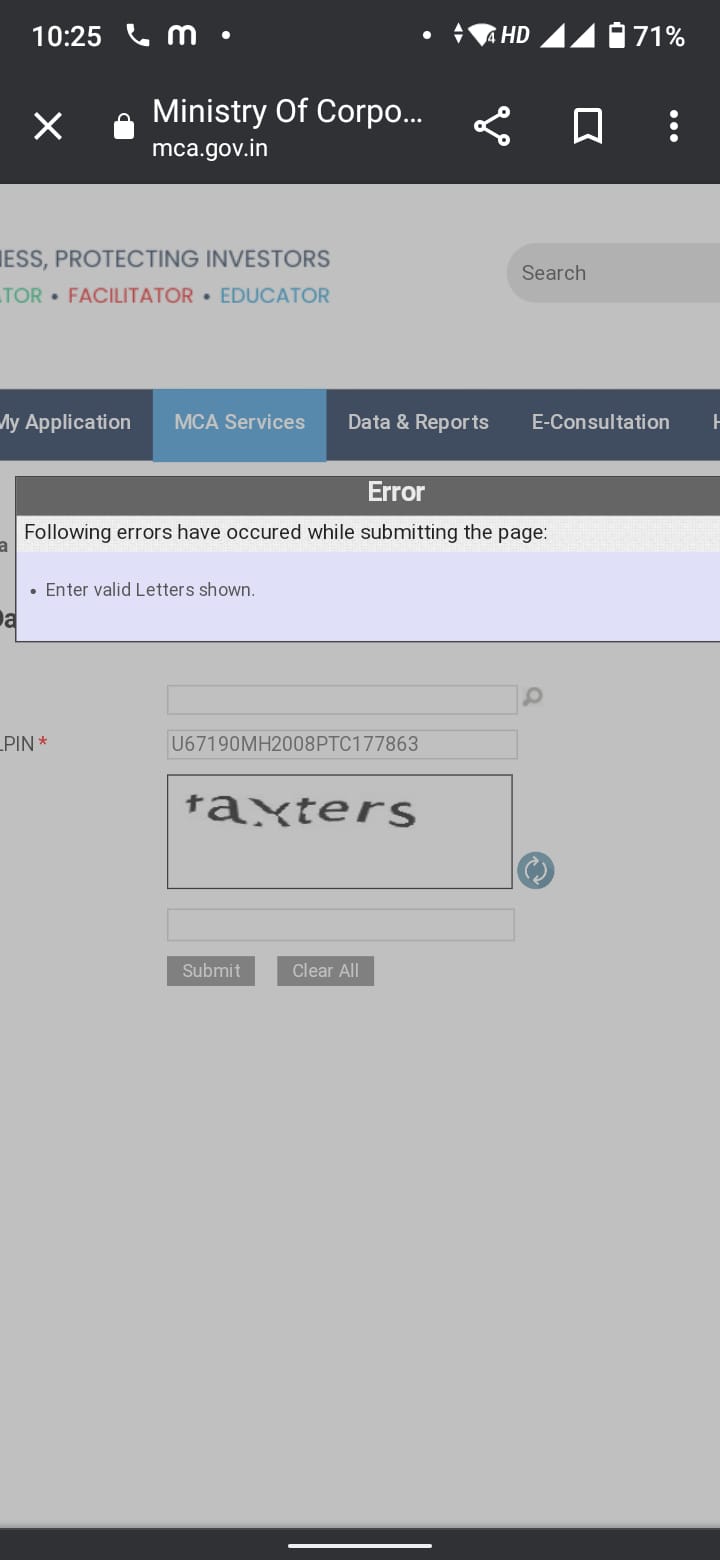 10:25 4 HD 71%
Ministry Of Corpo...
mca.gov.in
IESS, PROTECTING INVESTORS
TOR • FACILITATOR • EDUCATOR
Search
My Application MCA Services Data & Reports E-Consultation H
Error
Following errors have occured while submitting the page:
a
• Enter valid Letters shown.
Da
LPIN * U67190MH2008PTC177863
taxters
Submit Clear All